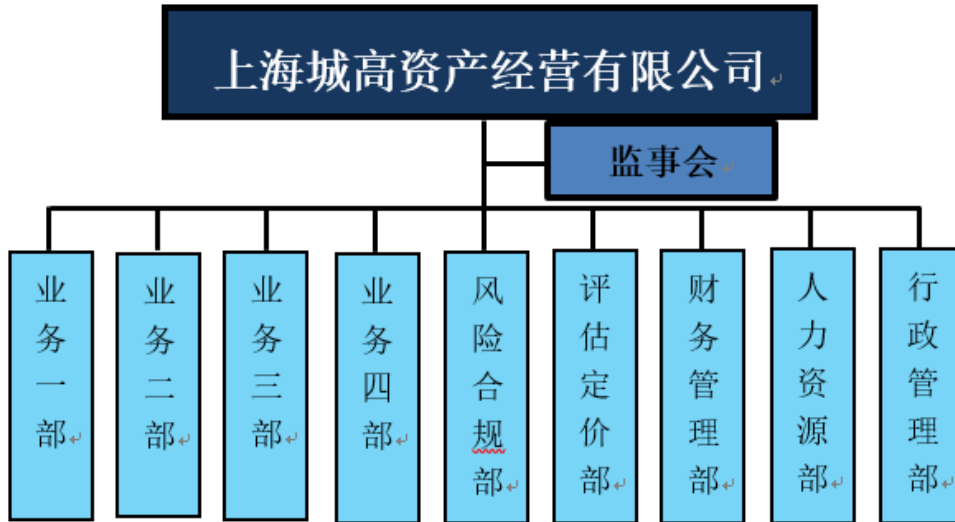 上海城高资产经营有限公司
监事会
业务一部
业务二部
业务三部
业务四部
风险合规部
评估定价部
财务管理部
人力资源部
行政管理部